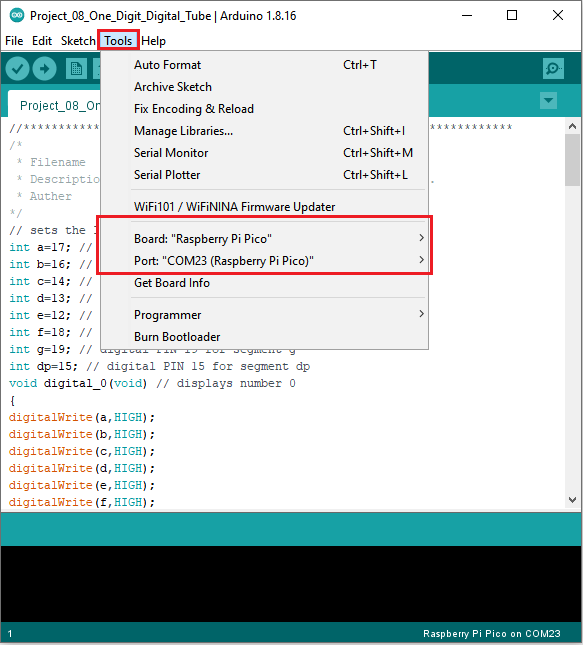 Project_08_One_Digit_Digital_Tube | Arduino 1.8.16
File Edit Sketch Tools Help
Auto Format Ctrl+T
Archive Sketch
Fix Encoding & Reload
Manage Libraries... Ctrl+Shift+I
Serial Monitor Ctrl+Shift+M
Serial Plotter Ctrl+Shift+L
WiFi101 / WiFiNINA Firmware Updater
Board: "Raspberry Pi Pico"
Port: "COM23 (Raspberry Pi Pico)"
Get Board Info
Programmer
Burn Bootloader
Project_08_On
//
/*
* Filename
* Descriptio
* Auther
*/
// sets the
int a=17; //
int b=16; //
int c=14; //
int d=13; //
int e=12; //
int f=18; //
int g=19; // digital PIN 19 for segment g
int dp=15; // digital PIN 15 for segment dp
void digital_0(void) // displays number 0
{
digitalWrite(a,HIGH);
digitalWrite(b,HIGH);
digitalWrite(c,HIGH);
digitalWrite(d,HIGH);
digitalWrite(e,HIGH);
digitalWrite(f,HIGH);
1 Raspberry Pi Pico on COM23